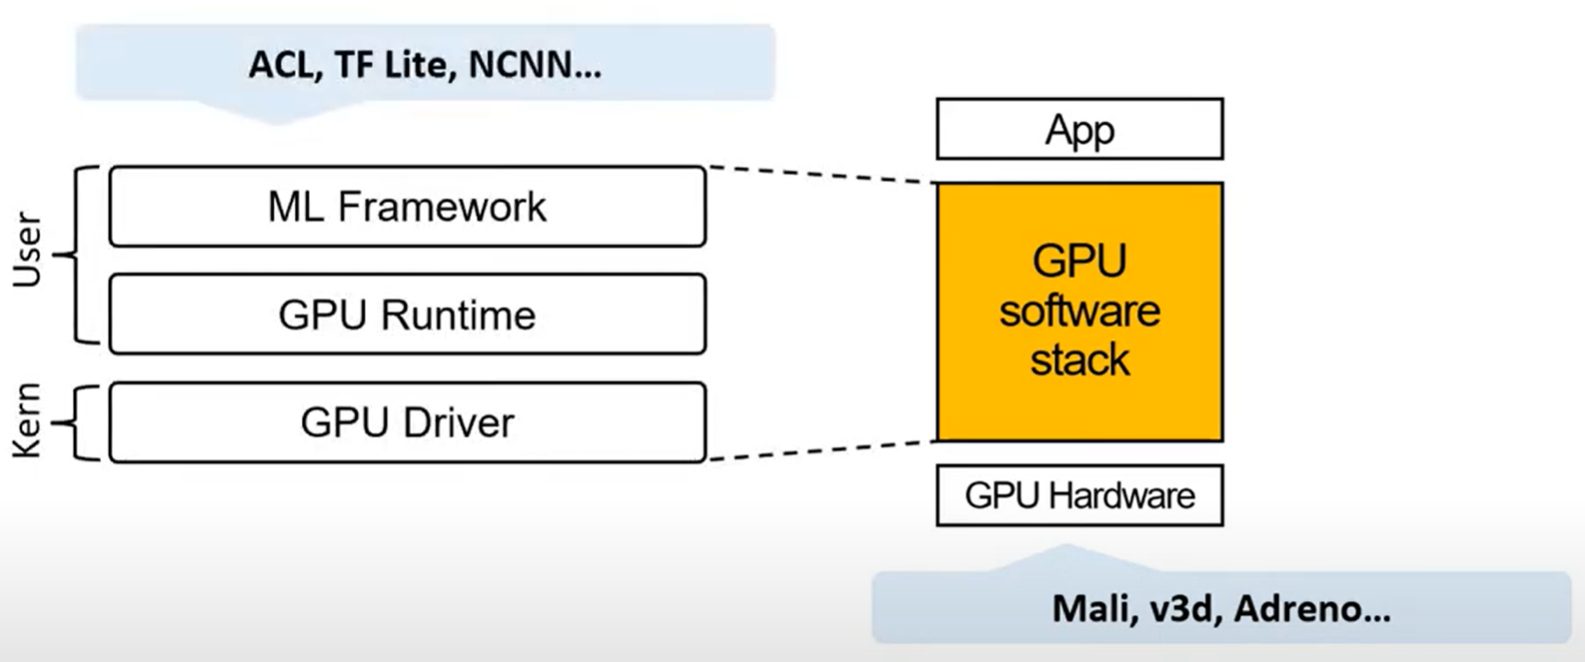 ACL, TF Lite, NCNN...
App
User
ML Framework
GPU Runtime
Kern
GPU Driver
GPU
software
stack
GPU Hardware
Mali, v3d, Adreno...